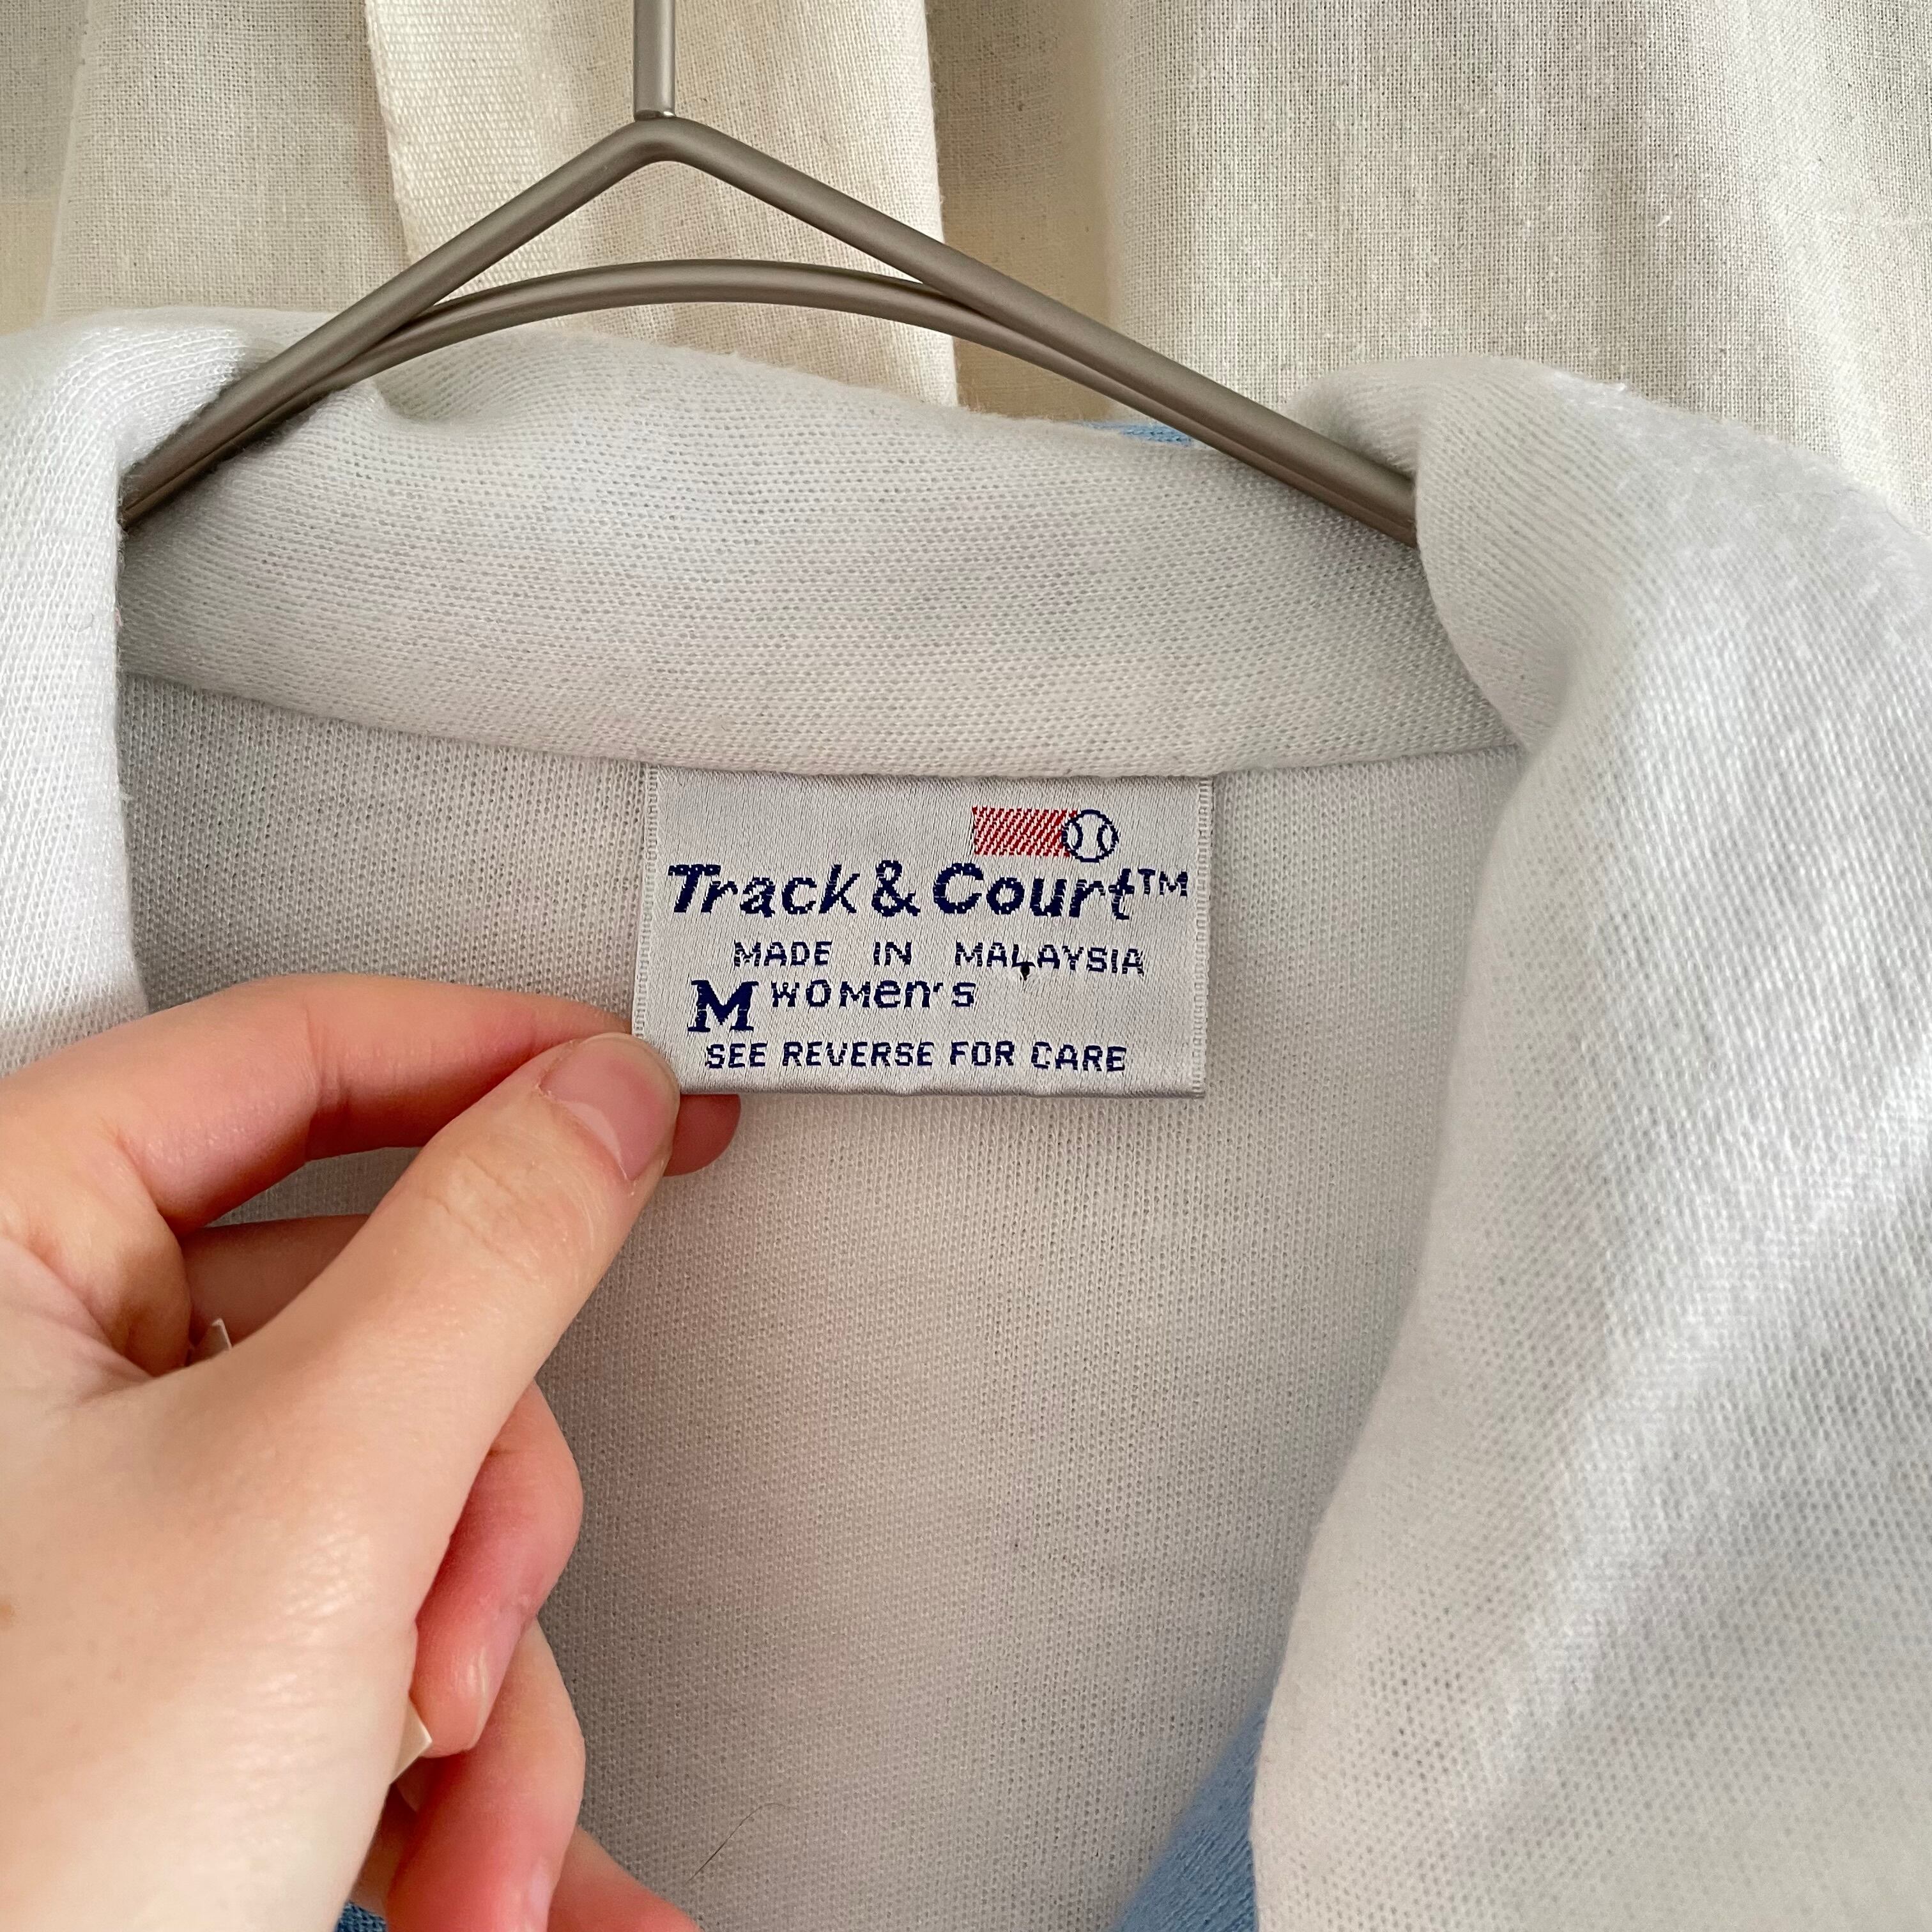 Track & Court™
MADE IN MALAYSIA
M WOMen's
SEE REVERSE FOR CARE